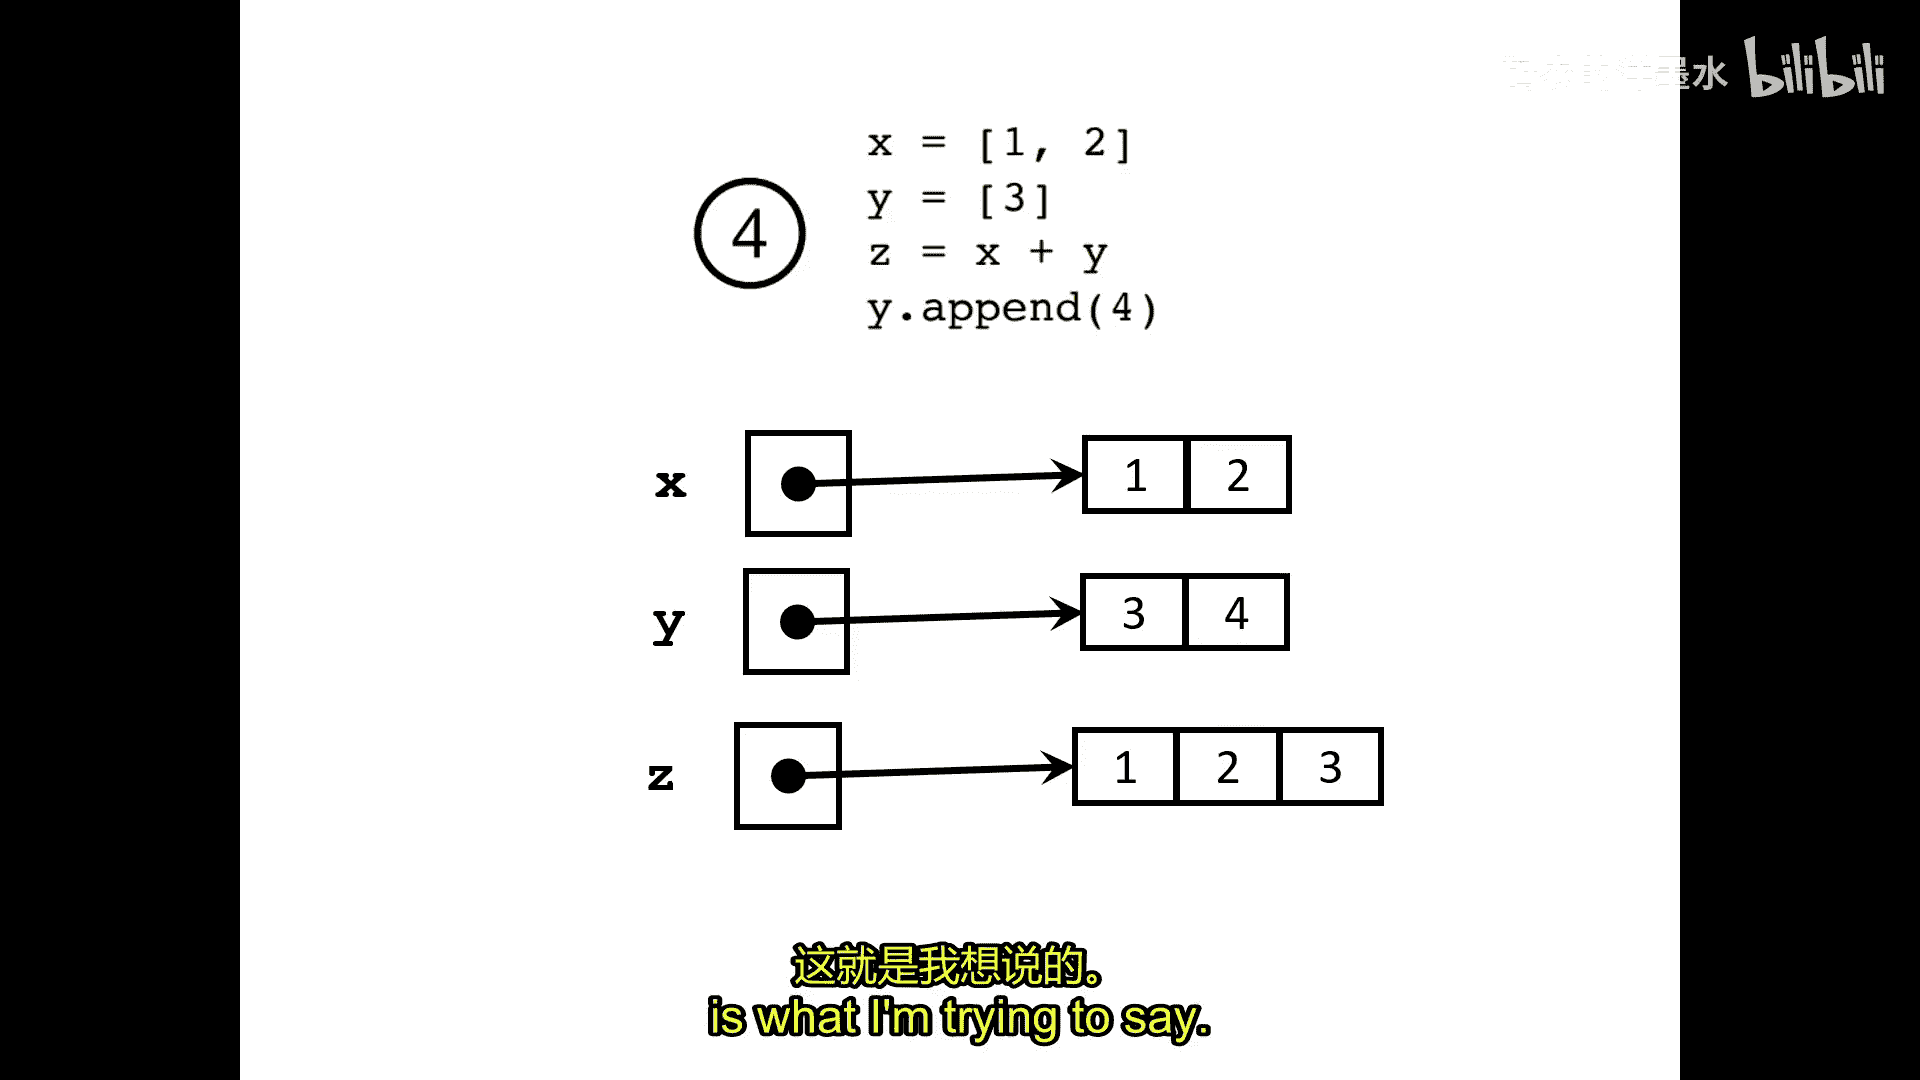 bilibili
x = [1, 2]
y = [3]
z = x + y
y.append(4)
4
x 1 2
y 3 4
z 1 2 3
这就是我想说的。
is what I'm trying to say.